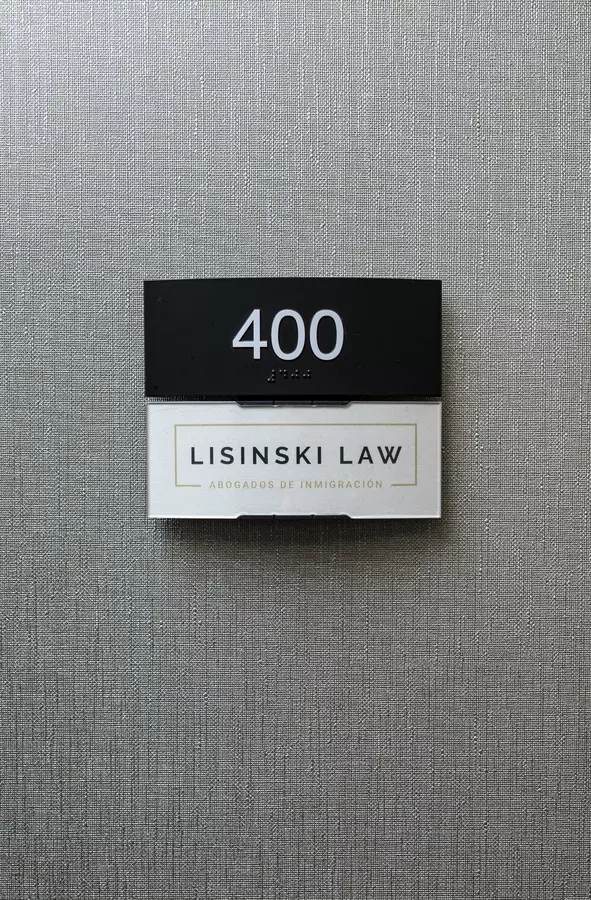 400
⠼⠙⠚⠚
LISINSKI LAW
ABOGADOS DE INMIGRACIÓN